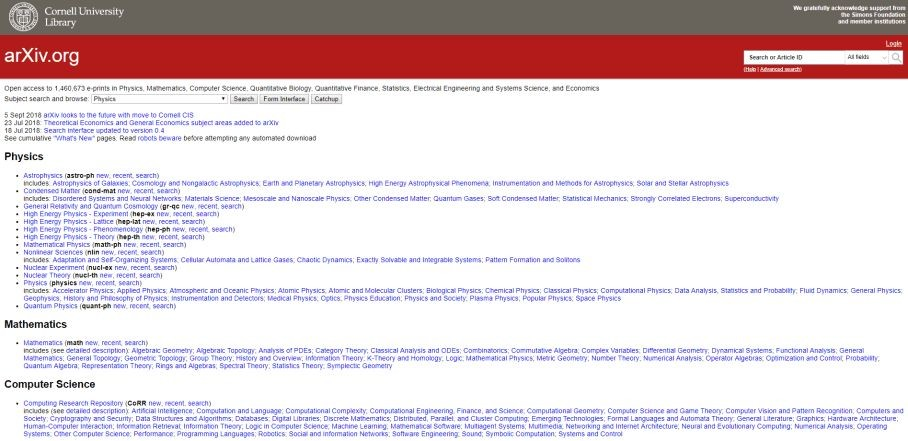 Cornell University
Library
We gratefully acknowledge support from
the Simons Foundation
and member institutions
Login
arXiv.org
Search or Article ID
All fields
(Help | Advanced search)
Open access to 1,460,673 e-prints in Physics, Mathematics, Computer Science, Quantitative Biology, Quantitative Finance, Statistics, Electrical Engineering and Systems Science, and Economics
Subject search and browse: Physics Search Form Interface Catchup
5 Sept 2018 arXiv looks to the future with move to Cornell CIS
23 Jul 2018: Theoretical Economics and General Economics subject areas added to arXiv
18 Jul 2018: Search interface updated to version 0.4
See cumulative "What's New" pages. Read robots beware before attempting any automated download
Physics
Astrophysics (astro-ph new, recent, search)
includes: Astrophysics of Galaxies; Cosmology and Nongalactic Astrophysics; Earth and Planetary Astrophysics; High Energy Astrophysical Phenomena; Instrumentation and Methods for Astrophysics; Solar and Stellar Astrophysics
Condensed Matter (cond-mat new, recent, search)
includes: Disordered Systems and Neural Networks; Materials Science; Mesoscale and Nanoscale Physics; Other Condensed Matter; Quantum Gases; Soft Condensed Matter; Statistical Mechanics; Strongly Correlated Electrons; Superconductivity
General Relativity and Quantum Cosmology (gr-qc new, recent, search)
High Energy Physics - Experiment (hep-ex new, recent, search)
High Energy Physics - Lattice (hep-lat new, recent, search)
High Energy Physics - Phenomenology (hep-ph new, recent, search)
High Energy Physics - Theory (hep-th new, recent, search)
Mathematical Physics (math-ph new, recent, search)
Nonlinear Sciences (nlin new, recent, search)
includes: Adaptation and Self-Organizing Systems; Cellular Automata and Lattice Gases; Chaotic Dynamics; Exactly Solvable and Integrable Systems; Pattern Formation and Solitons
Nuclear Experiment (nucl-ex new, recent, search)
Nuclear Theory (nucl-th new, recent, search)
Physics (physics new, recent, search)
includes: Accelerator Physics; Applied Physics; Atmospheric and Oceanic Physics; Atomic Physics; Atomic and Molecular Clusters; Biological Physics; Chemical Physics; Classical Physics; Computational Physics; Data Analysis, Statistics and Probability; Fluid Dynamics; General Physics;
Geophysics; History and Philosophy of Physics; Instrumentation and Detectors; Medical Physics; Optics; Physics Education; Physics and Society; Plasma Physics; Popular Physics; Space Physics
Quantum Physics (quant-ph new, recent, search)
Mathematics
Mathematics (math new, recent, search)
includes (see detailed description): Algebraic Geometry; Algebraic Topology; Analysis of PDEs; Category Theory; Classical Analysis and ODEs; Combinatorics; Commutative Algebra; Complex Variables; Differential Geometry; Dynamical Systems; Functional Analysis; General
Mathematics; General Topology; Geometric Topology; Group Theory; History and Overview; Information Theory; K-Theory and Homology; Logic; Mathematical Physics; Metric Geometry; Number Theory; Numerical Analysis; Operator Algebras; Optimization and Control; Probability;
Quantum Algebra; Representation Theory; Rings and Algebras; Spectral Theory; Statistics Theory; Symplectic Geometry
Computer Science
Computing Research Repository (CoRR new, recent, search)
includes (see detailed description): Artificial Intelligence; Computation and Language; Computational Complexity; Computational Engineering, Finance, and Science; Computational Geometry; Computer Science and Game Theory; Computer Vision and Pattern Recognition; Computers and
Society; Cryptography and Security; Data Structures and Algorithms; Databases; Digital Libraries; Discrete Mathematics; Distributed, Parallel, and Cluster Computing; Emerging Technologies; Formal Languages and Automata Theory; General Literature; Graphics; Hardware Architecture;
Human-Computer Interaction; Information Retrieval; Information Theory; Logic in Computer Science; Machine Learning; Mathematical Software; Multiagent Systems; Multimedia; Networking and Internet Architecture; Neural and Evolutionary Computing; Numerical Analysis; Operating
Systems; Other Computer Science; Performance; Programming Languages; Robotics; Social and Information Networks; Software Engineering; Sound; Symbolic Computation; Systems and Control